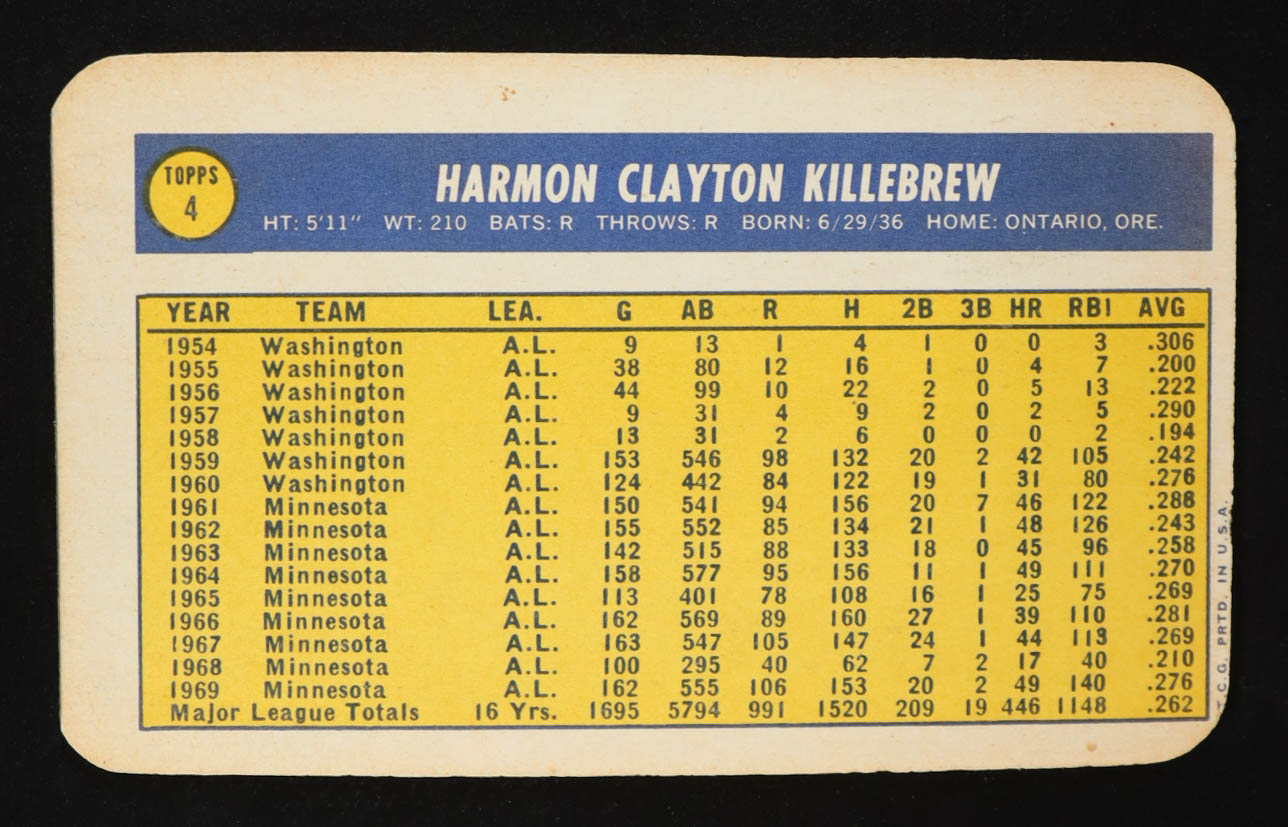 TOPPS
4
HARMON CLAYTON KILLEBREW
HT: 5'11" WT: 210 BATS: R THROWS: R BORN: 6/29/36 HOME: ONTARIO, ORE.
YEAR TEAM LEA. G AB R H 2B 3B HR RBI AVG
1954 Washington A.L. 9 13 1 4 1 0 0 3 .306
1955 Washington A.L. 38 80 12 16 1 0 4 7 .200
1956 Washington A.L. 44 99 10 22 2 0 5 13 .222
1957 Washington A.L. 9 31 4 9 2 0 2 5 .290
1958 Washington A.L. 13 31 2 6 0 0 0 2 .194
1959 Washington A.L. 153 546 98 132 20 2 42 105 .242
1960 Washington A.L. 124 442 84 122 19 1 31 80 .276
1961 Minnesota A.L. 150 541 94 156 20 7 46 122 .288
1962 Minnesota A.L. 155 552 85 134 21 1 48 126 .243
1963 Minnesota A.L. 142 515 88 133 18 0 45 96 .258
1964 Minnesota A.L. 158 577 95 156 11 1 49 111 .270
1965 Minnesota A.L. 113 401 78 108 16 1 25 75 .269
1966 Minnesota A.L. 162 569 89 160 27 1 39 110 .281
1967 Minnesota A.L. 163 547 105 147 24 1 44 113 .269
1968 Minnesota A.L. 100 295 40 62 7 2 17 40 .210
1969 Minnesota A.L. 162 555 106 153 20 2 49 140 .276
Major League Totals 16 Yrs. 1695 5794 991 1520 209 19 446 1148 .262
T.C.G. PRTD. IN U.S.A.